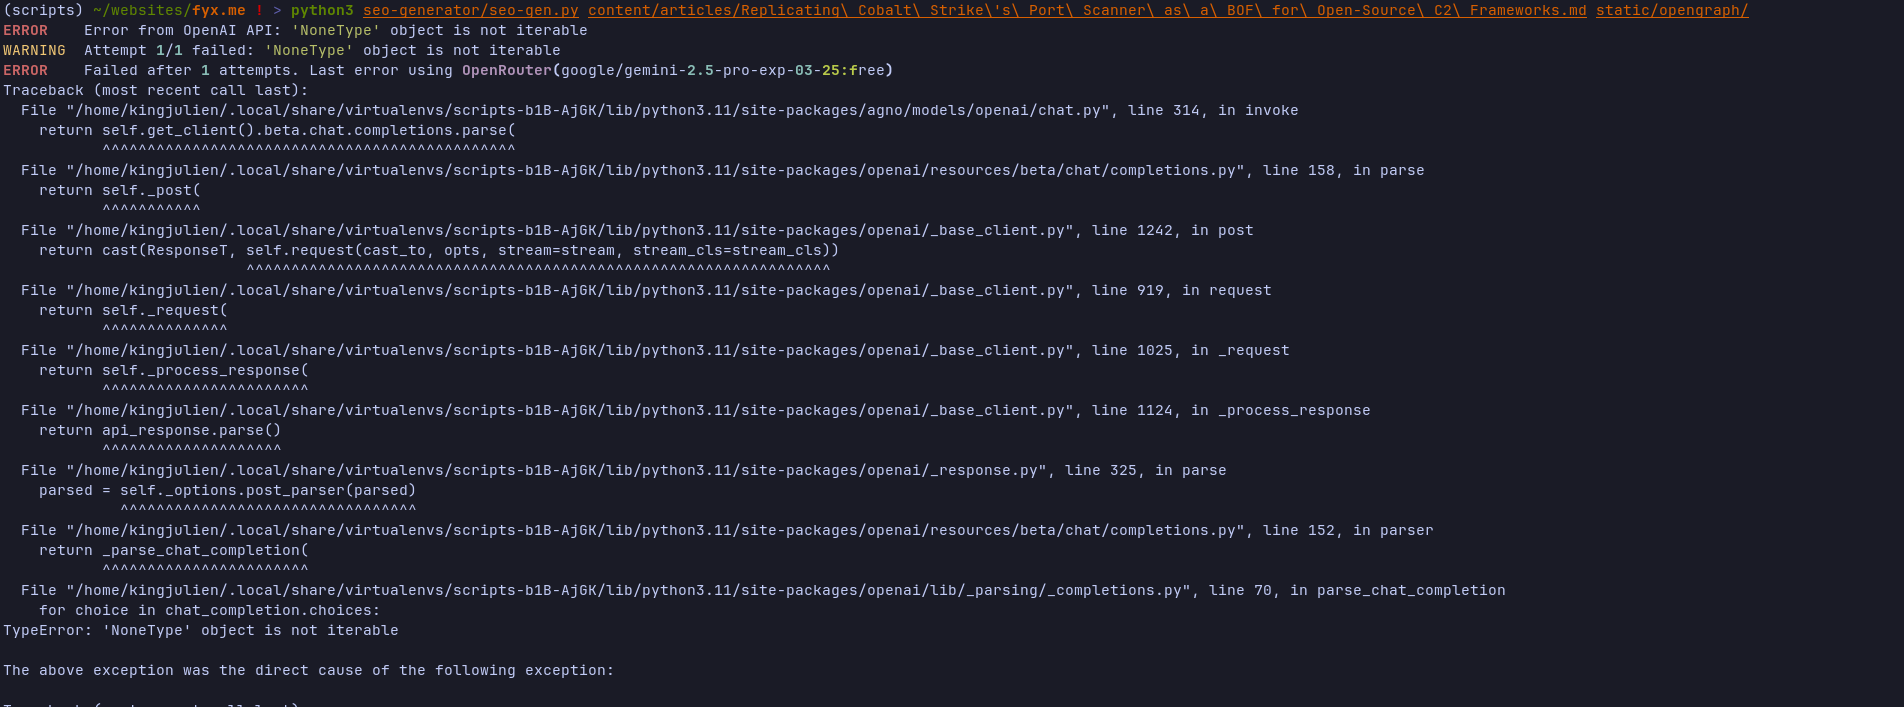 (scripts) ~/websites/fyx.me ! > python3 seo-generator/seo-gen.py content/articles/Replicating\ Cobalt\ Strike\'s\ Port\ Scanner\ as\ a\ BOF\ for\ Open-Source\ C2\ Frameworks.md static/opengraph/
ERROR    Error from OpenAI API: 'NoneType' object is not iterable
WARNING  Attempt 1/1 failed: 'NoneType' object is not iterable
ERROR    Failed after 1 attempts. Last error using OpenRouter(google/gemini-2.5-pro-exp-03-25:free)
Traceback (most recent call last):
  File "/home/kingjulien/.local/share/virtualenvs/scripts-b1B-AjGK/lib/python3.11/site-packages/agno/models/openai/chat.py", line 314, in invoke
    return self.get_client().beta.chat.completions.parse(
           ^^^^^^^^^^^^^^^^^^^^^^^^^^^^^^^^^^^^^^^^^^^^^^
  File "/home/kingjulien/.local/share/virtualenvs/scripts-b1B-AjGK/lib/python3.11/site-packages/openai/resources/beta/chat/completions.py", line 158, in parse
    return self._post(
           ^^^^^^^^^^^
  File "/home/kingjulien/.local/share/virtualenvs/scripts-b1B-AjGK/lib/python3.11/site-packages/openai/_base_client.py", line 1242, in post
    return cast(ResponseT, self.request(cast_to, opts, stream=stream, stream_cls=stream_cls))
                           ^^^^^^^^^^^^^^^^^^^^^^^^^^^^^^^^^^^^^^^^^^^^^^^^^^^^^^^^^^^^^^^^^
  File "/home/kingjulien/.local/share/virtualenvs/scripts-b1B-AjGK/lib/python3.11/site-packages/openai/_base_client.py", line 919, in request
    return self._request(
           ^^^^^^^^^^^^^^
  File "/home/kingjulien/.local/share/virtualenvs/scripts-b1B-AjGK/lib/python3.11/site-packages/openai/_base_client.py", line 1025, in _request
    return self._process_response(
           ^^^^^^^^^^^^^^^^^^^^^^^
  File "/home/kingjulien/.local/share/virtualenvs/scripts-b1B-AjGK/lib/python3.11/site-packages/openai/_base_client.py", line 1124, in _process_response
    return api_response.parse()
           ^^^^^^^^^^^^^^^^^^^^
  File "/home/kingjulien/.local/share/virtualenvs/scripts-b1B-AjGK/lib/python3.11/site-packages/openai/_response.py", line 325, in parse
    parsed = self._options.post_parser(parsed)
             ^^^^^^^^^^^^^^^^^^^^^^^^^^^^^^^^^
  File "/home/kingjulien/.local/share/virtualenvs/scripts-b1B-AjGK/lib/python3.11/site-packages/openai/resources/beta/chat/completions.py", line 152, in parser
    return _parse_chat_completion(
           ^^^^^^^^^^^^^^^^^^^^^^^
  File "/home/kingjulien/.local/share/virtualenvs/scripts-b1B-AjGK/lib/python3.11/site-packages/openai/lib/_parsing/_completions.py", line 70, in parse_chat_completion
    for choice in chat_completion.choices:
TypeError: 'NoneType' object is not iterable

The above exception was the direct cause of the following exception: